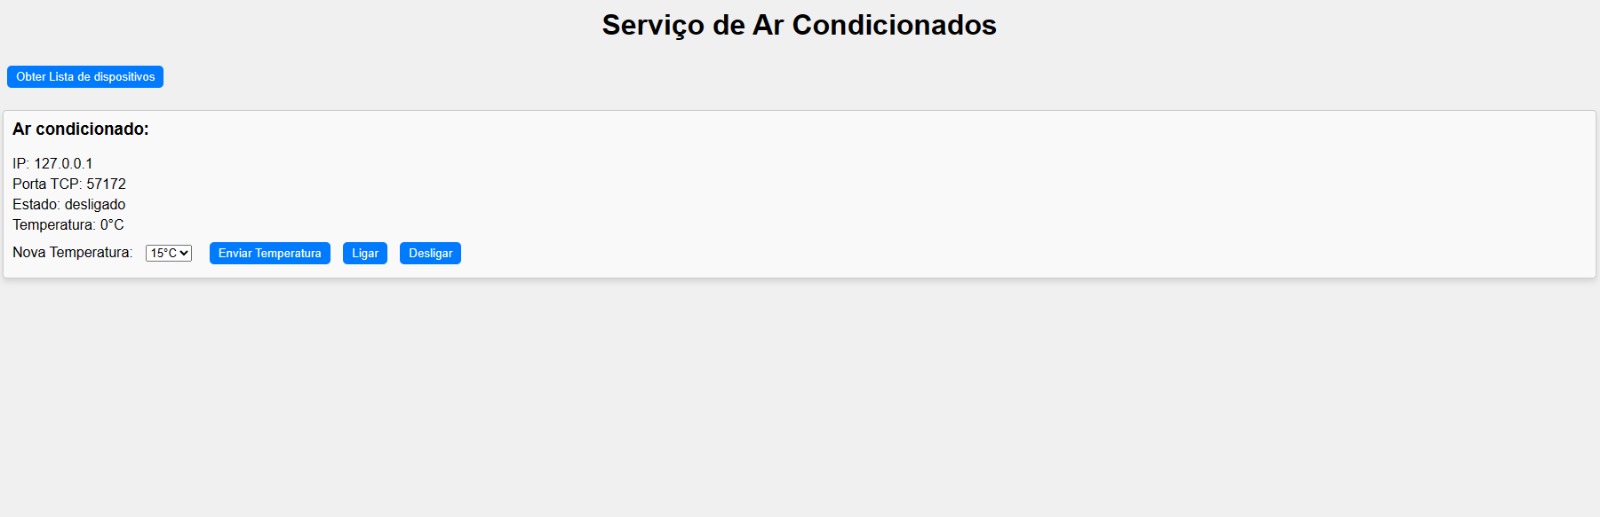 Serviço de Ar Condicionados
Obter Lista de dispositivos
Ar condicionado:
IP: 127.0.0.1
Porta TCP: 57172
Estado: desligado
Temperatura: 0°C
Nova Temperatura: 15°C Enviar Temperatura Ligar Desligar